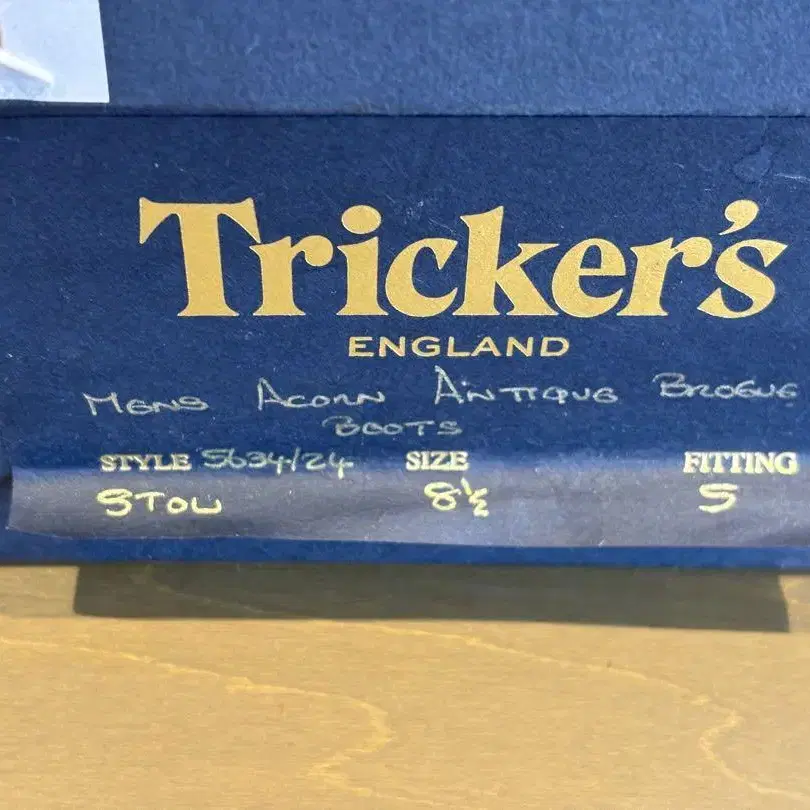 Tricker's
ENGLAND
MENS ACORN ANTIQUE BROGUE
BOOTS
STYLE 5634/24 SIZE FITTING
STOW 8½ 5